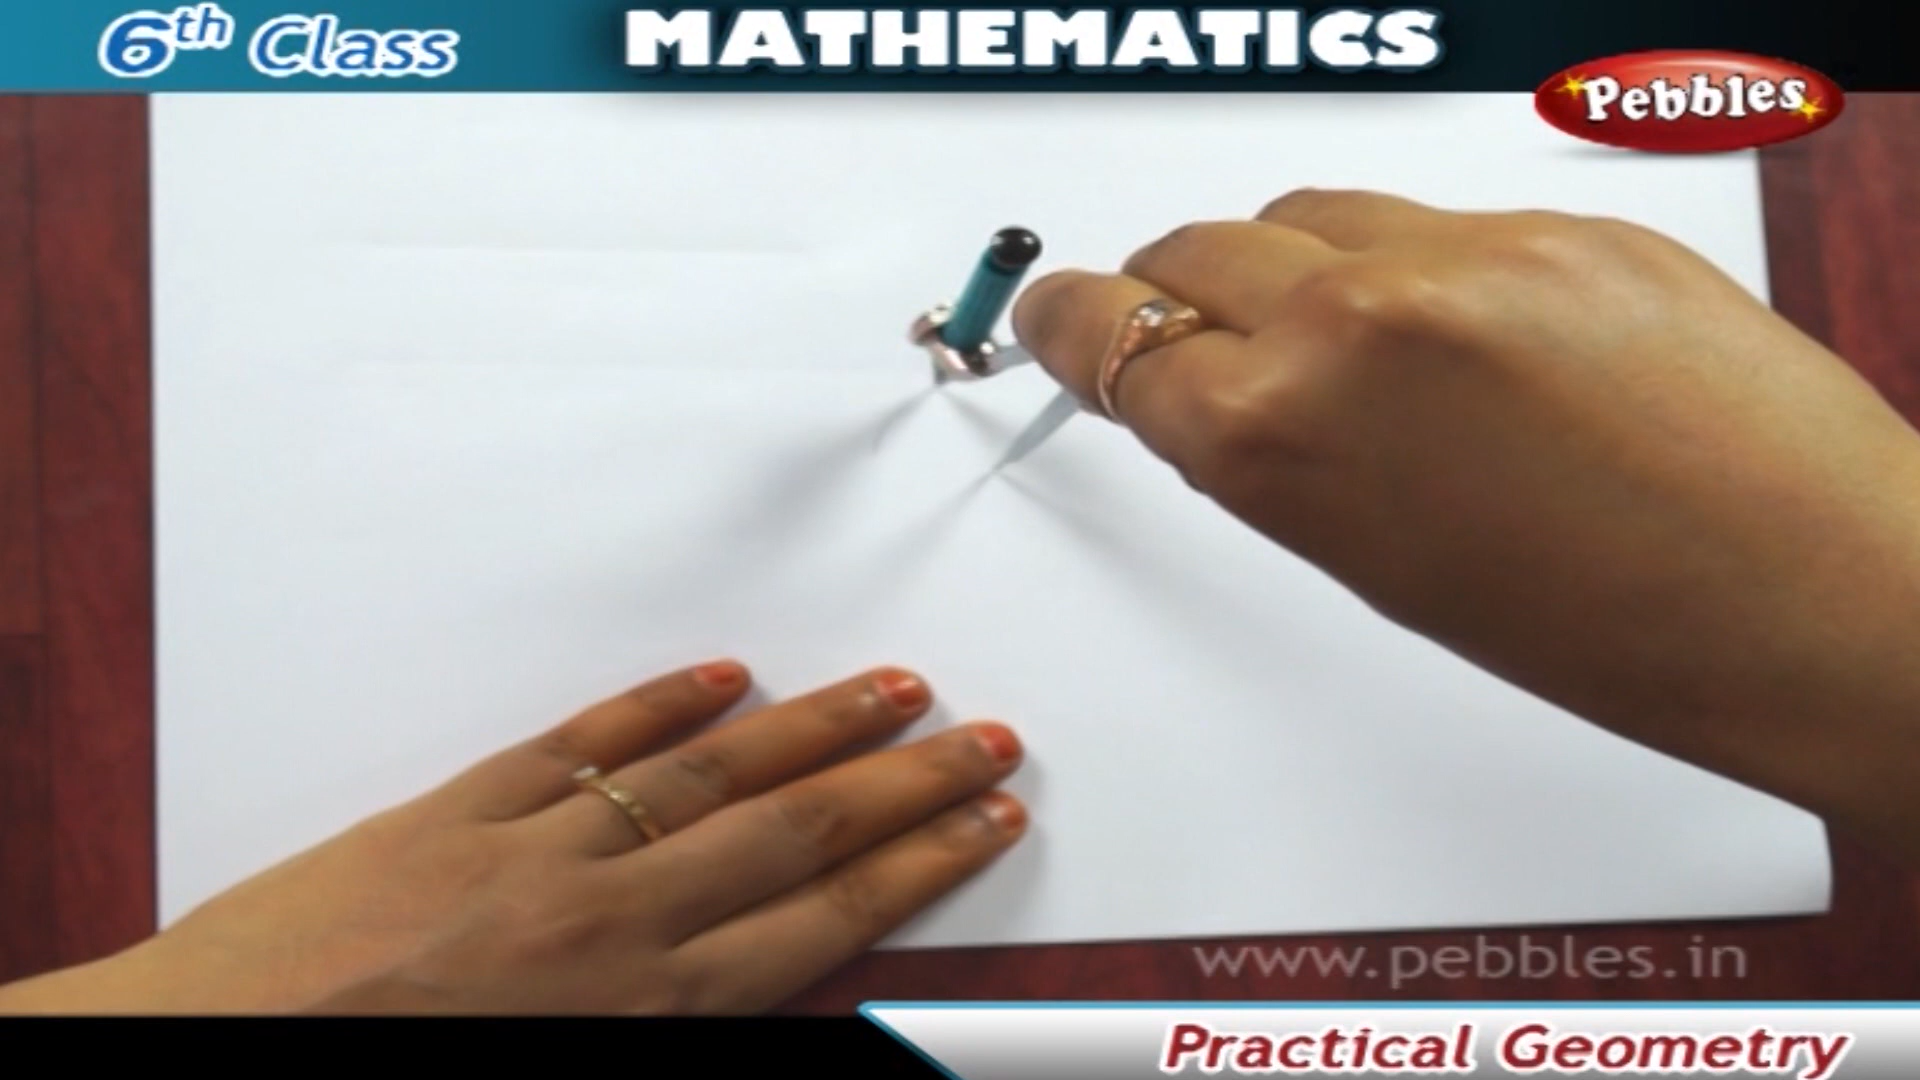 6th Class
MATHEMATICS
Pebbles
www.pebbles.in
Practical Geometry